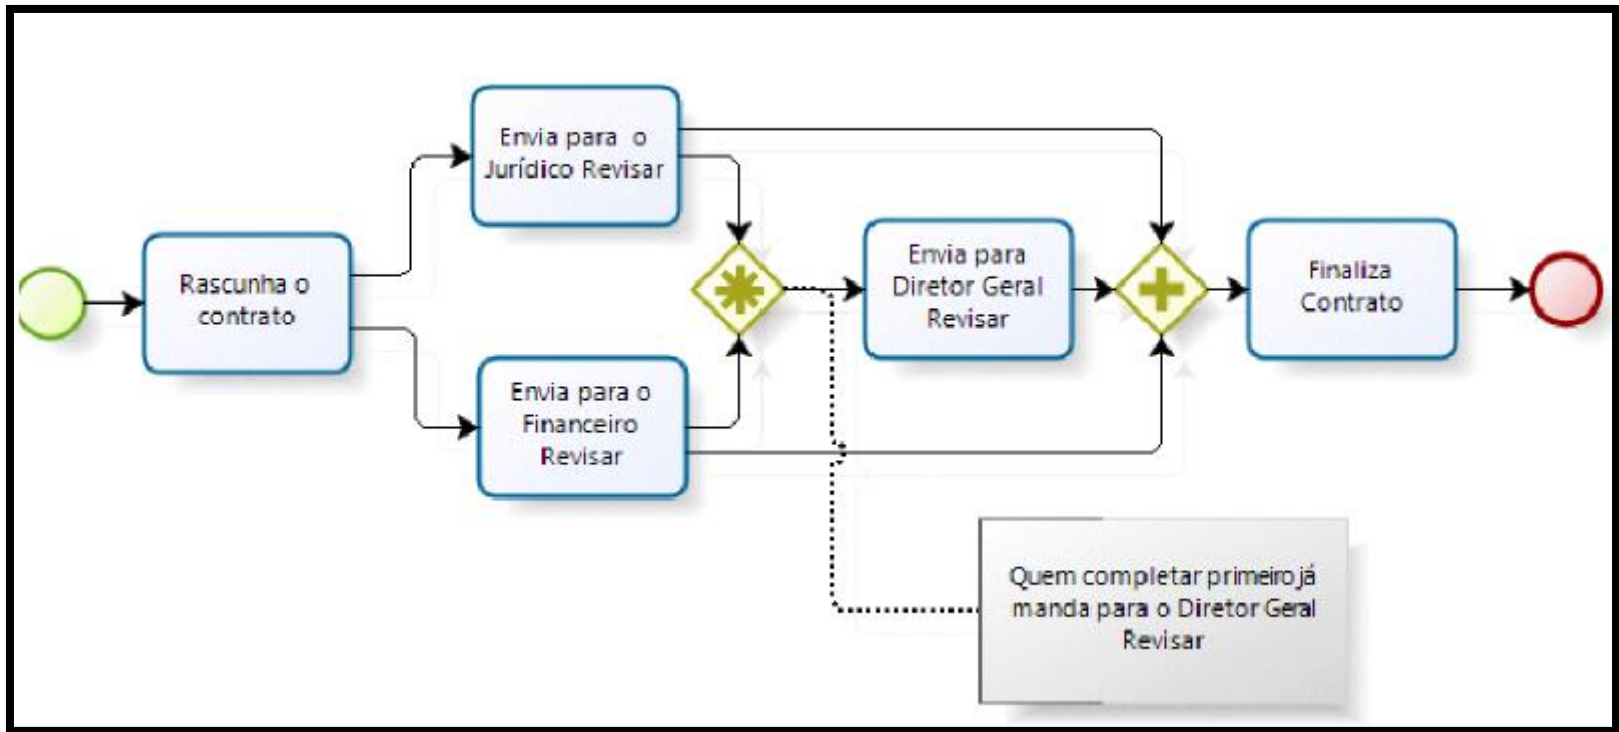 Rascunha o
contrato
Envia para o
Jurídico Revisar
Envia para o
Financeiro
Revisar
Envia para
Diretor Geral
Revisar
Finaliza
Contrato
Quem completar primeiro já
manda para o Diretor Geral
Revisar